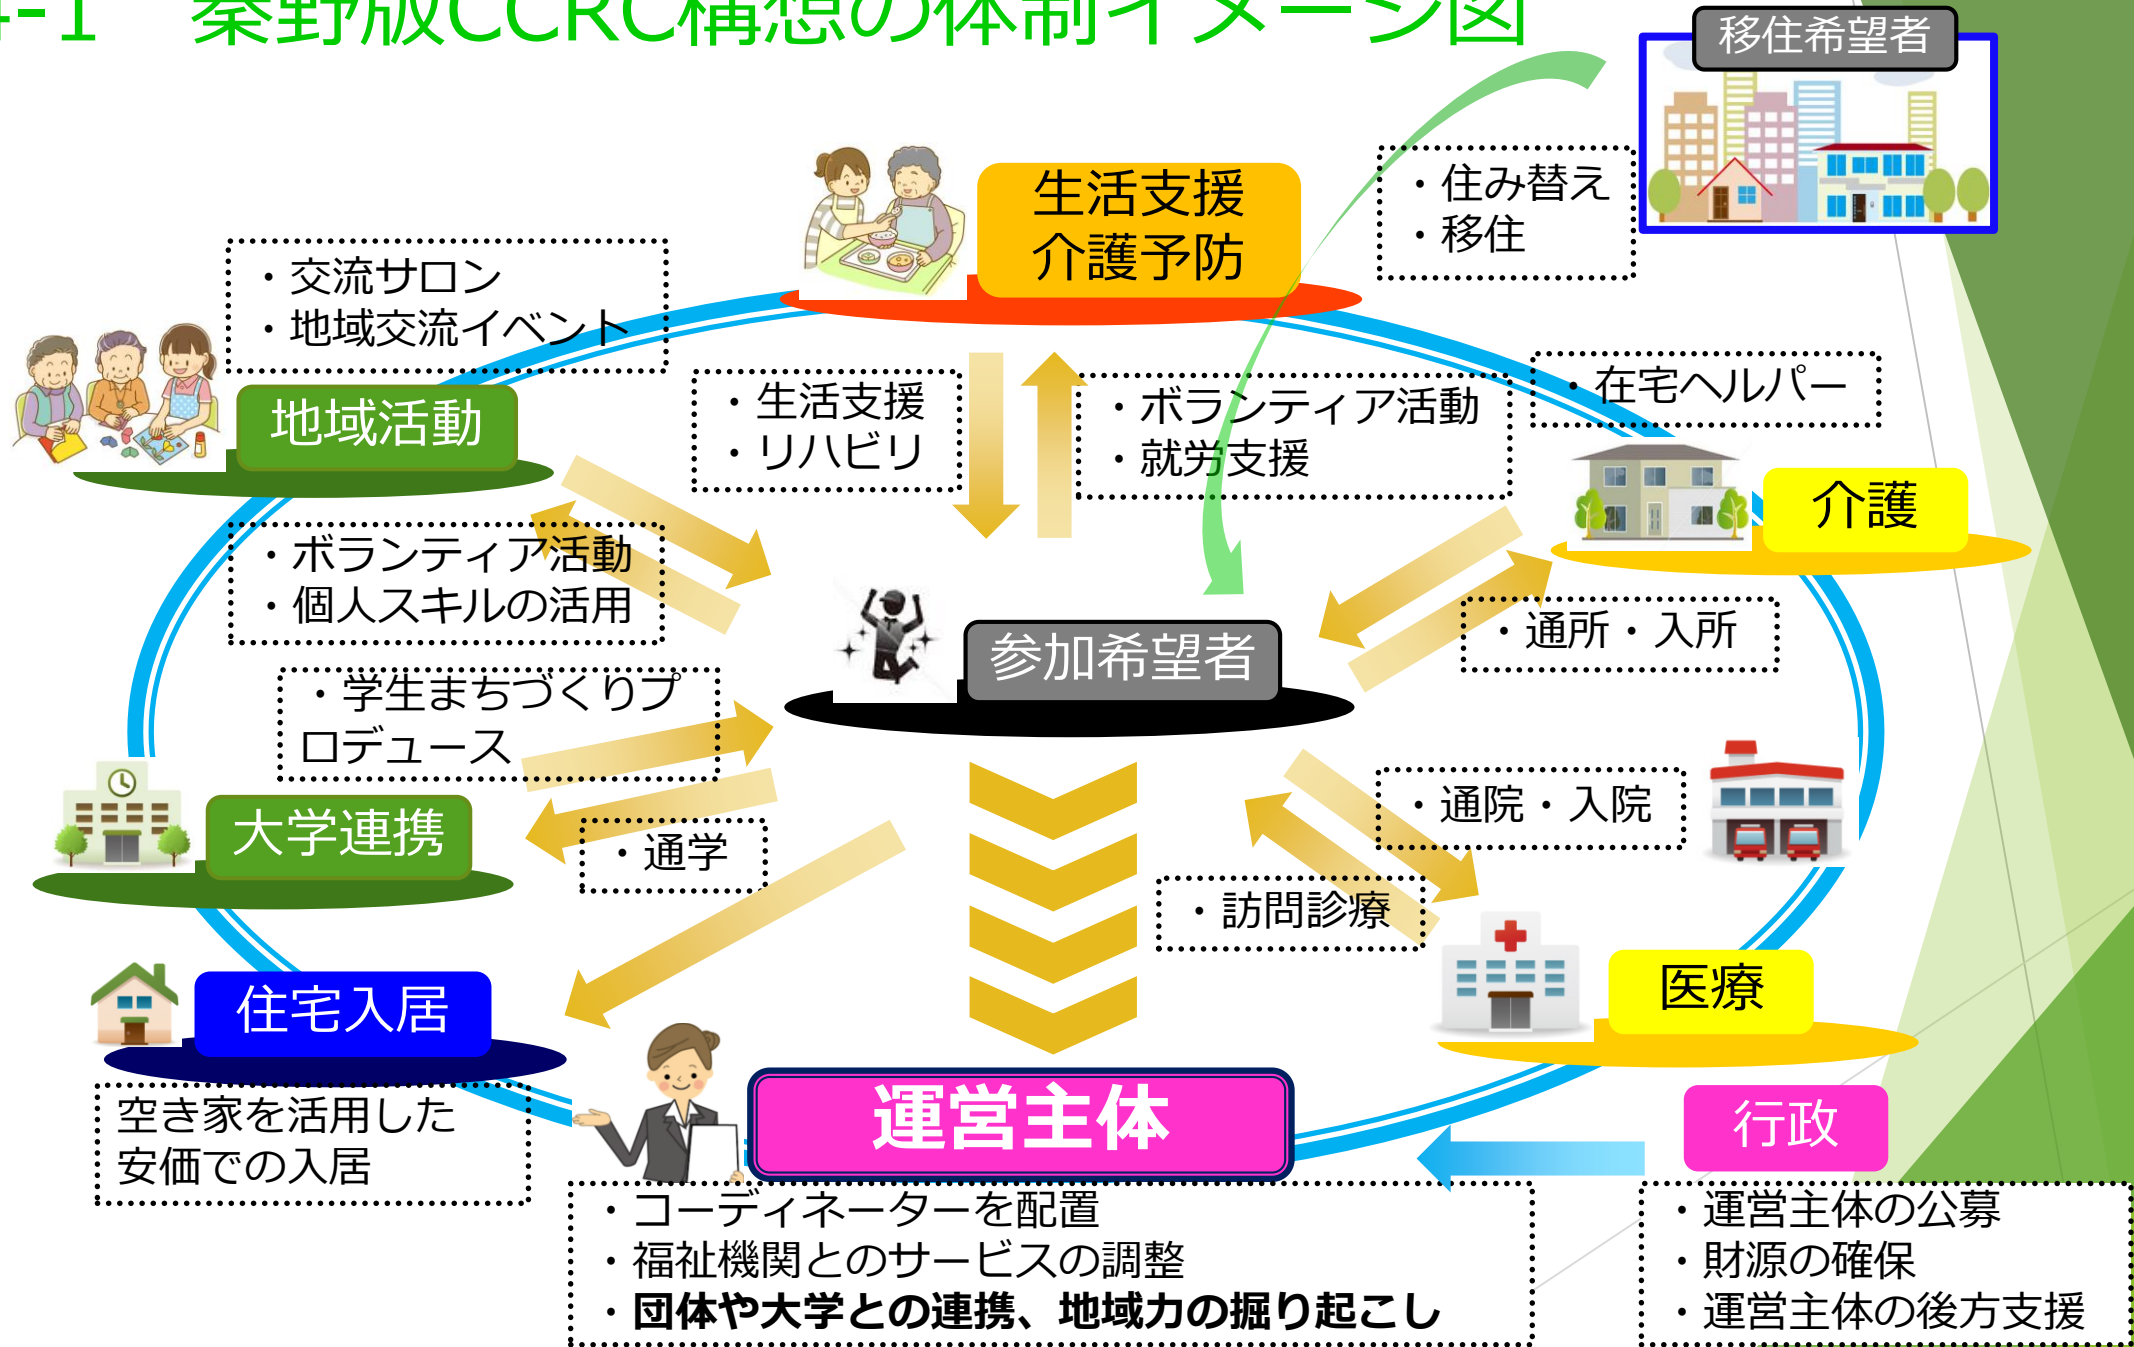 -1 秦野版CCRC構想の体制イメージ図
移住希望者
・住み替え
・移住
生活支援
介護予防
・交流サロン
・地域交流イベント
地域活動
・生活支援
・リハビリ
・ボランティア活動
・就労支援
・在宅ヘルパー
介護
・ボランティア活動
・個人スキルの活用
・通所・入所
参加希望者
・学生まちづくりプ
ロデュース
大学連携
・通学
・通院・入院
・訪問診療
医療
住宅入居
空き家を活用した
安価での入居
運営主体
・コーディネーターを配置
・福祉機関とのサービスの調整
・団体や大学との連携、地域力の掘り起こし
行政
・運営主体の公募
・財源の確保
・運営主体の後方支援